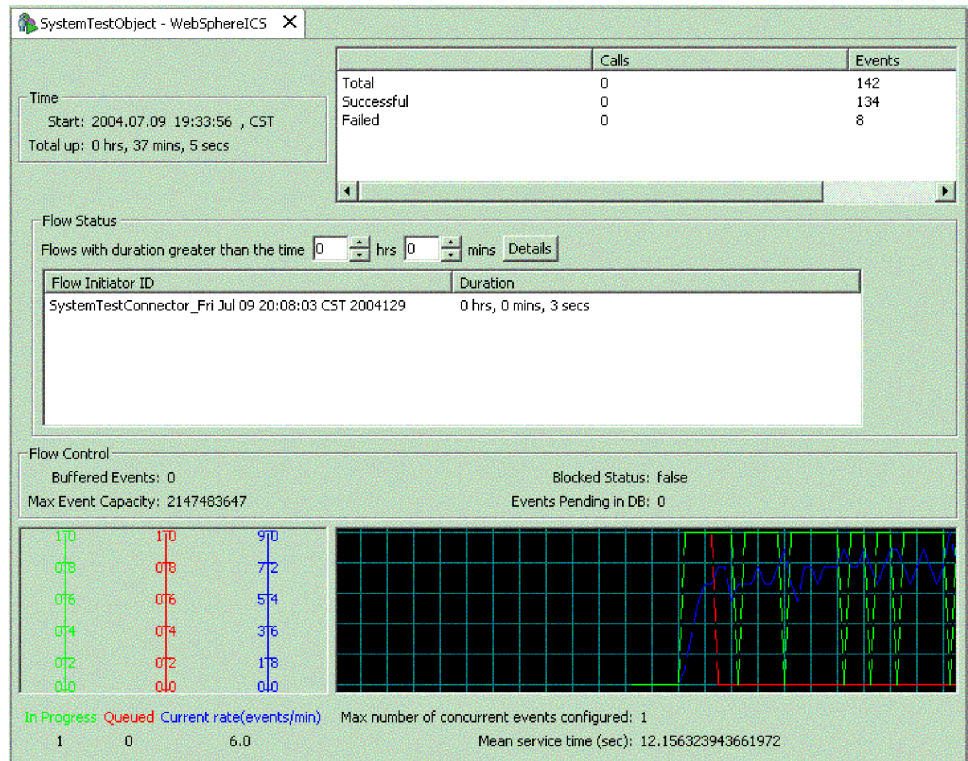 SystemTestObject - WebSphereICS
Calls Events
Total 0 142
Successful 0 134
Failed 0 8
Time
Start: 2004.07.09 19:33:56 , CST
Total up: 0 hrs, 37 mins, 5 secs
Flow Status
Flows with duration greater than the time 0 hrs 0 mins Details
Flow Initiator ID Duration
SystemTestConnector_Fri Jul 09 20:08:03 CST 2004129 0 hrs, 0 mins, 3 secs
Flow Control
Buffered Events: 0 Blocked Status: false
Max Event Capacity: 2147483647 Events Pending in DB: 0
1.0 1.0 9.0
0.8 0.8 7.2
0.6 0.6 5.4
0.4 0.4 3.6
0.2 0.2 1.8
0.0 0.0 0.0
In Progress Queued Current rate(events/min) Max number of concurrent events configured: 1
1 0 6.0 Mean service time (sec): 12.156323943661972